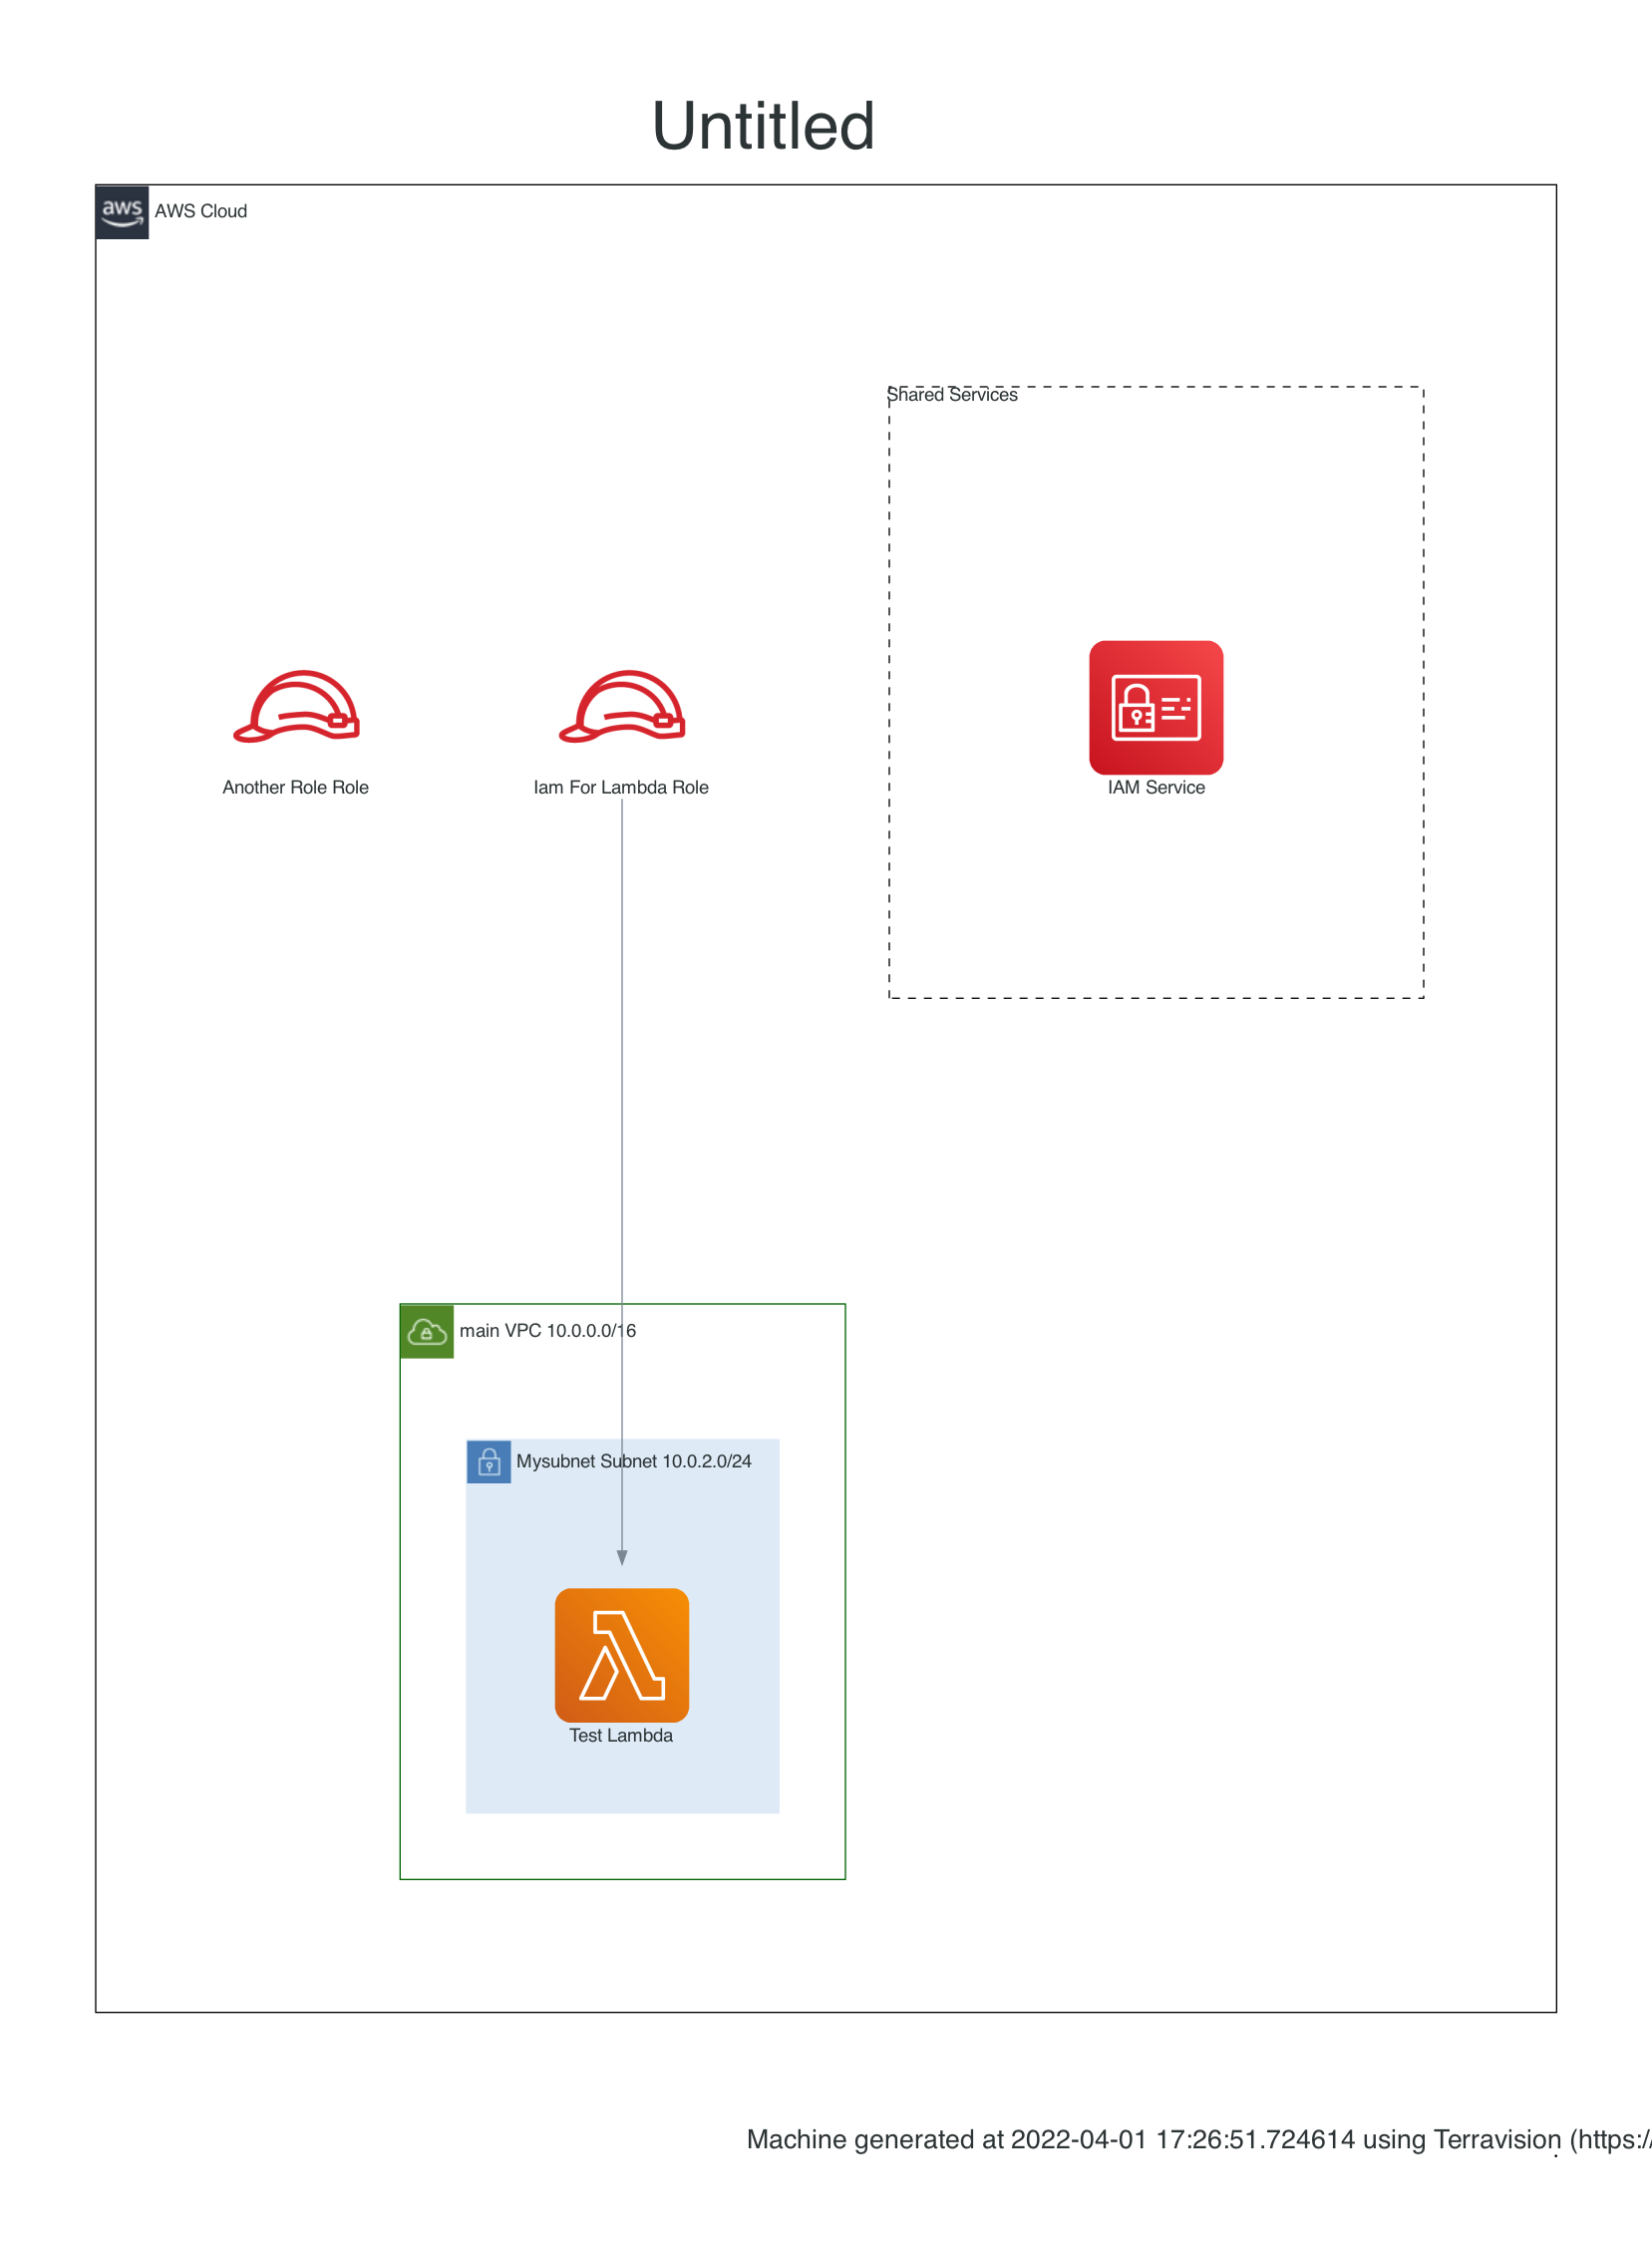 Untitled
aws
AWS Cloud
Shared Services
Another Role Role
Iam For Lambda Role
IAM Service
main VPC 10.0.0.0/16
Mysubnet Subnet 10.0.2.0/24
Test Lambda
Machine generated at 2022-04-01 17:26:51.724614 using Terravision (https:/